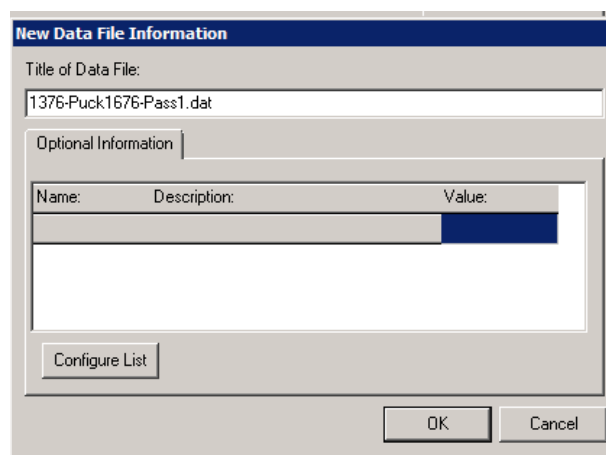 New Data File Information
Title of Data File:
1376-Puck1676-Pass1.dat
Optional Information
Name: Description: Value:
Configure List
OK Cancel